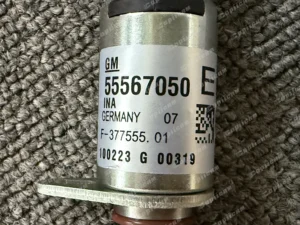 GM
55567050 E
INA
GERMANY 07
F-377555.01
100223 G 00319